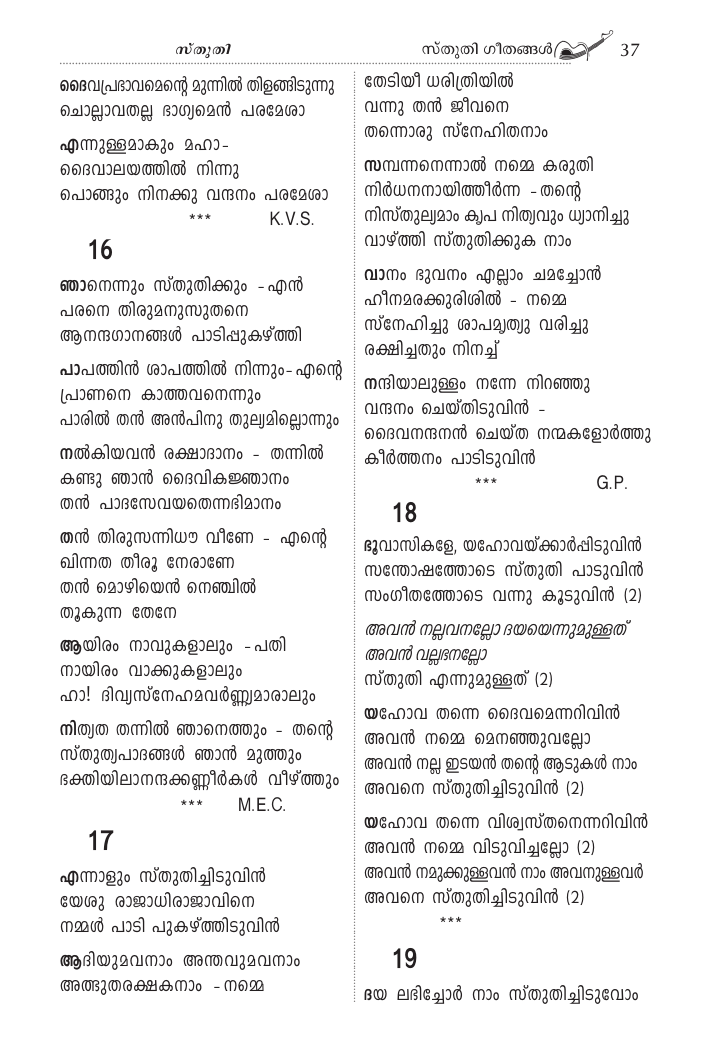 സ്തുതി
സ്തുതി ഗീതങ്ങൾ 37
ദൈവപ്രഭാവമെന്റെ മുന്നിൽ തിളങ്ങിടുന്നു
ചൊല്ലാവതല്ല ഭാഗ്യമെൻ പരമേശാ
എന്നുള്ളമാകും മഹാ-
ദൈവാലയത്തിൽ നിന്നു
പൊങ്ങും നിനക്കു വന്ദനം പരമേശാ
*** K.V.S.
16
ഞാനെന്നും സ്തുതിക്കും - എൻ
പരനെ തിരുമനുസുതനെ
ആനന്ദഗാനങ്ങൾ പാടിപ്പുകഴ്ത്തി
പാപത്തിൻ ശാപത്തിൽ നിന്നും- എന്റെ
പ്രാണനെ കാത്തവനെന്നും
പാരിൽ തൻ അൻപിനു തുല്യമില്ലൊന്നും
നൽകിയവൻ രക്ഷാദാനം - തന്നിൽ
കണ്ടു ഞാൻ ദൈവികജ്ഞാനം
തൻ പാദസേവയതെന്നഭിമാനം
തൻ തിരുസന്നിധൗ വീണേ - എന്റെ
ഖിന്നത തീരൂ നേരാണേ
തൻ മൊഴിയെൻ നെഞ്ചിൽ
തൂകുന്ന തേനേ
ആയിരം നാവുകളാലും - പതി
നായിരം വാക്കുകളാലും
ഹാ! ദിവ്യസ്നേഹമവർണ്ണ്യമാരാലും
നിത്യത തന്നിൽ ഞാനെത്തും - തന്റെ
സ്തുത്യപാദങ്ങൾ ഞാൻ മുത്തും
ഭക്തിയിലാനന്ദക്കണ്ണീർകൾ വീഴ്ത്തും
*** M.E.C.
17
എന്നാളും സ്തുതിച്ചിടുവിൻ
യേശു രാജാധിരാജാവിനെ
നമ്മൾ പാടി പുകഴ്ത്തിടുവിൻ
ആദിയുമവനാം അന്തവുമവനാം
അത്ഭുതരക്ഷകനാം - നമ്മെ
തേടിയീ ധരിത്രിയിൽ
വന്നു തൻ ജീവനെ
തന്നൊരു സ്നേഹിതനാം
സമ്പന്നനെന്നാൽ നമ്മെ കരുതി
നിർധനനായിത്തീർന്ന - തന്റെ
നിസ്തുല്യമാം കൃപ നിത്യവും ധ്യാനിച്ചു
വാഴ്ത്തി സ്തുതിക്കുക നാം
വാനം ഭുവനം എല്ലാം ചമച്ചോൻ
ഹീനമരക്കുരിശിൽ - നമ്മെ
സ്നേഹിച്ചു ശാപമൃത്യു വരിച്ചു
രക്ഷിച്ചതും നിനച്ച്
നന്ദിയാലുള്ളം നന്നേ നിറഞ്ഞു
വന്ദനം ചെയ്തിടുവിൻ -
ദൈവനന്ദനൻ ചെയ്ത നന്മകളോർത്തു
കീർത്തനം പാടിടുവിൻ
*** G.P.
18
ഭൂവാസികളേ, യഹോവയ്ക്കാർപ്പിടുവിൻ
സന്തോഷത്തോടെ സ്തുതി പാടുവിൻ
സംഗീതത്തോടെ വന്നു കൂടുവിൻ (2)
അവൻ നല്ലവനല്ലോ ദയയെന്നുമുള്ളത്
അവൻ വല്ലഭനല്ലോ
സ്തുതി എന്നുമുള്ളത് (2)
യഹോവ തന്നെ ദൈവമെന്നറിവിൻ
അവൻ നമ്മെ മെനഞ്ഞുവല്ലോ
അവൻ നല്ല ഇടയൻ തന്റെ ആടുകൾ നാം
അവനെ സ്തുതിച്ചിടുവിൻ (2)
യഹോവ തന്നെ വിശ്വസ്തനെന്നറിവിൻ
അവൻ നമ്മെ വിടുവിച്ചല്ലോ (2)
അവൻ നമുക്കുള്ളവൻ നാം അവനുള്ളവർ
അവനെ സ്തുതിച്ചിടുവിൻ (2)
***
19
ദയ ലഭിച്ചോർ നാം സ്തുതിച്ചിടുവോം